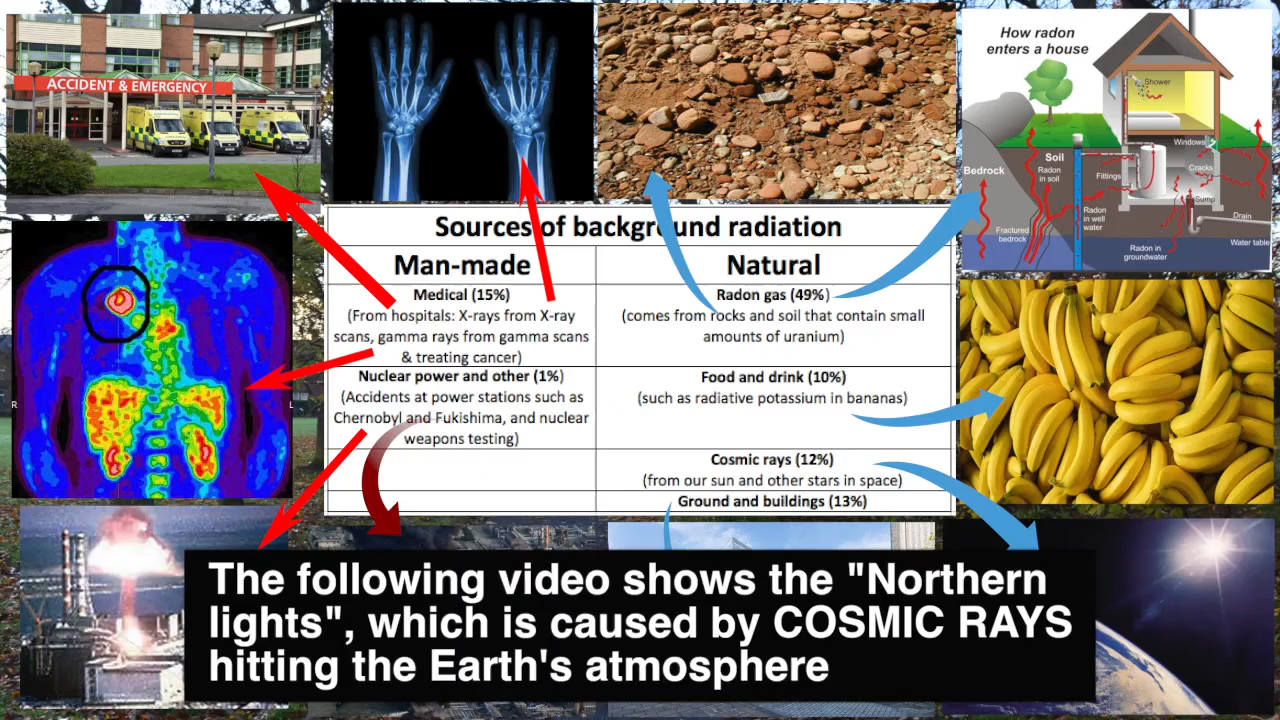 ACCIDENT & EMERGENCY
How radon
enters a house
Shower
Windows
Bedrock
Soil
Radon
in soil
Fittings
Cracks
Sump
Radon
in well
water
Drain
Fractured
bedrock
Water table
Radon in
groundwater
Sources of background radiation
Man-made
Natural
Medical (15%)
(From hospitals: X-rays from X-ray
scans, gamma rays from gamma scans
& treating cancer)
Radon gas (49%)
(comes from rocks and soil that contain small
amounts of uranium)
Nuclear power and other (1%)
(Accidents at power stations such as
Chernobyl and Fukishima, and nuclear
weapons testing)
Food and drink (10%)
(such as radiative potassium in bananas)
Cosmic rays (12%)
(from our sun and other stars in space)
Ground and buildings (13%)
R
L
The following video shows the "Northern
lights", which is caused by COSMIC RAYS
hitting the Earth's atmosphere